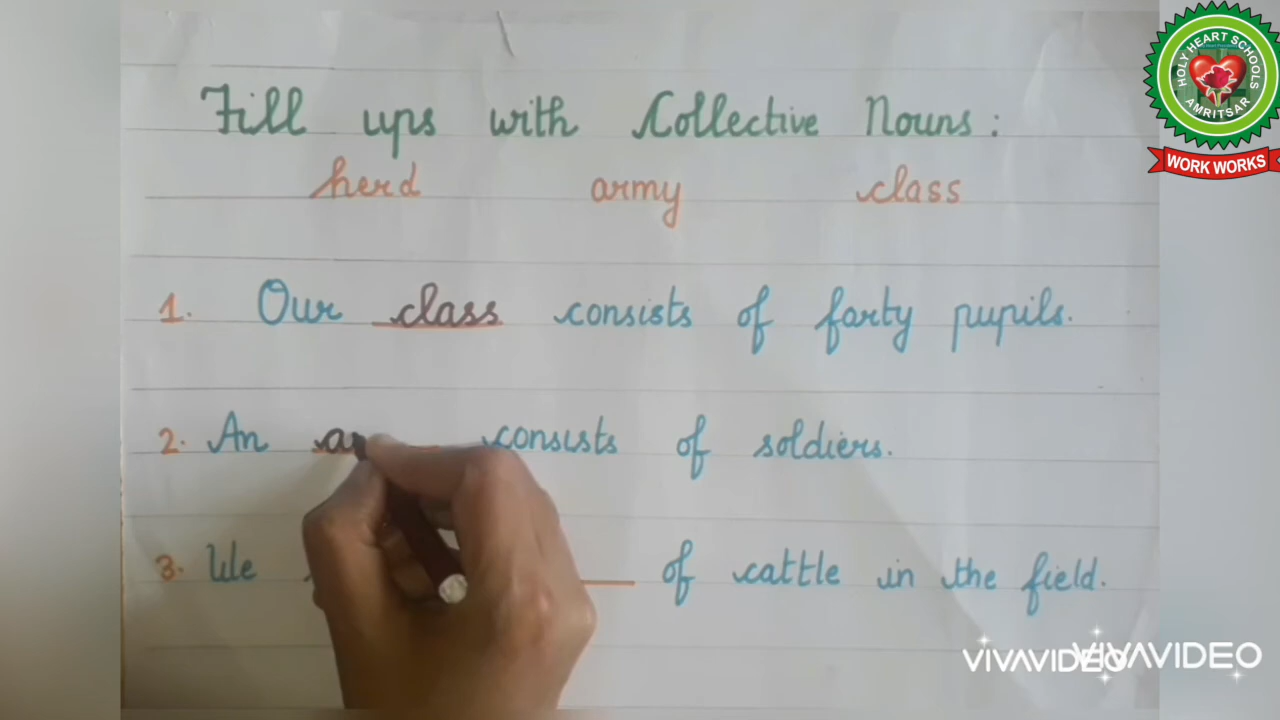 Fill ups with Collective Nouns:
herd army class
1. Our class consists of forty pupils.
2. An consists of soldiers.
3. We of cattle in the field.
HOLY HEART SCHOOLS
AMRITSAR
WORK WORKS
VIVAVIDEO
VIVAVIDEO